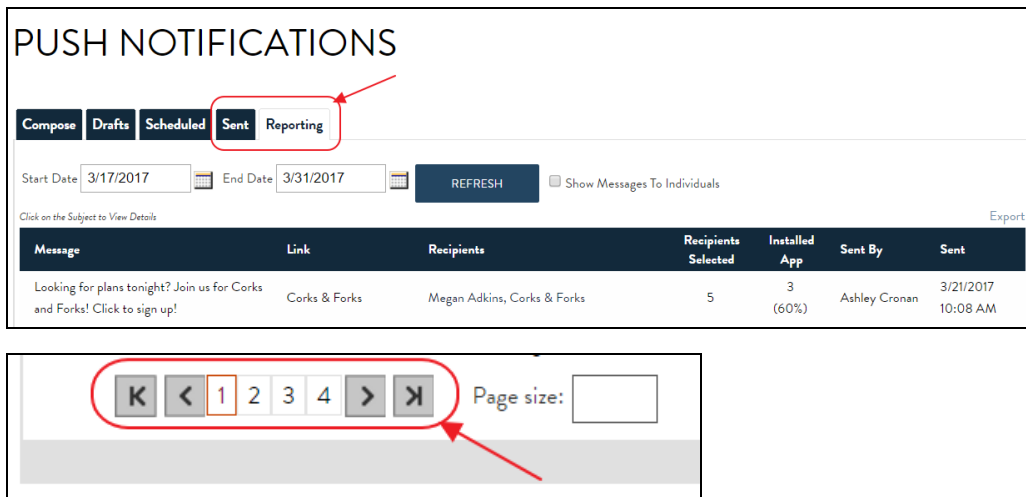 PUSH NOTIFICATIONS
Compose Drafts Scheduled Sent Reporting
Start Date 3/17/2017 End Date 3/31/2017 REFRESH Show Messages To Individuals
Click on the Subject to View Details Export
Message Link Recipients Recipients Selected Installed App Sent By Sent
Looking for plans tonight? Join us for Corks and Forks! Click to sign up! Corks & Forks Megan Adkins, Corks & Forks 5 3 (60%) Ashley Cronan 3/21/2017 10:08 AM
1 2 3 4 Page size: